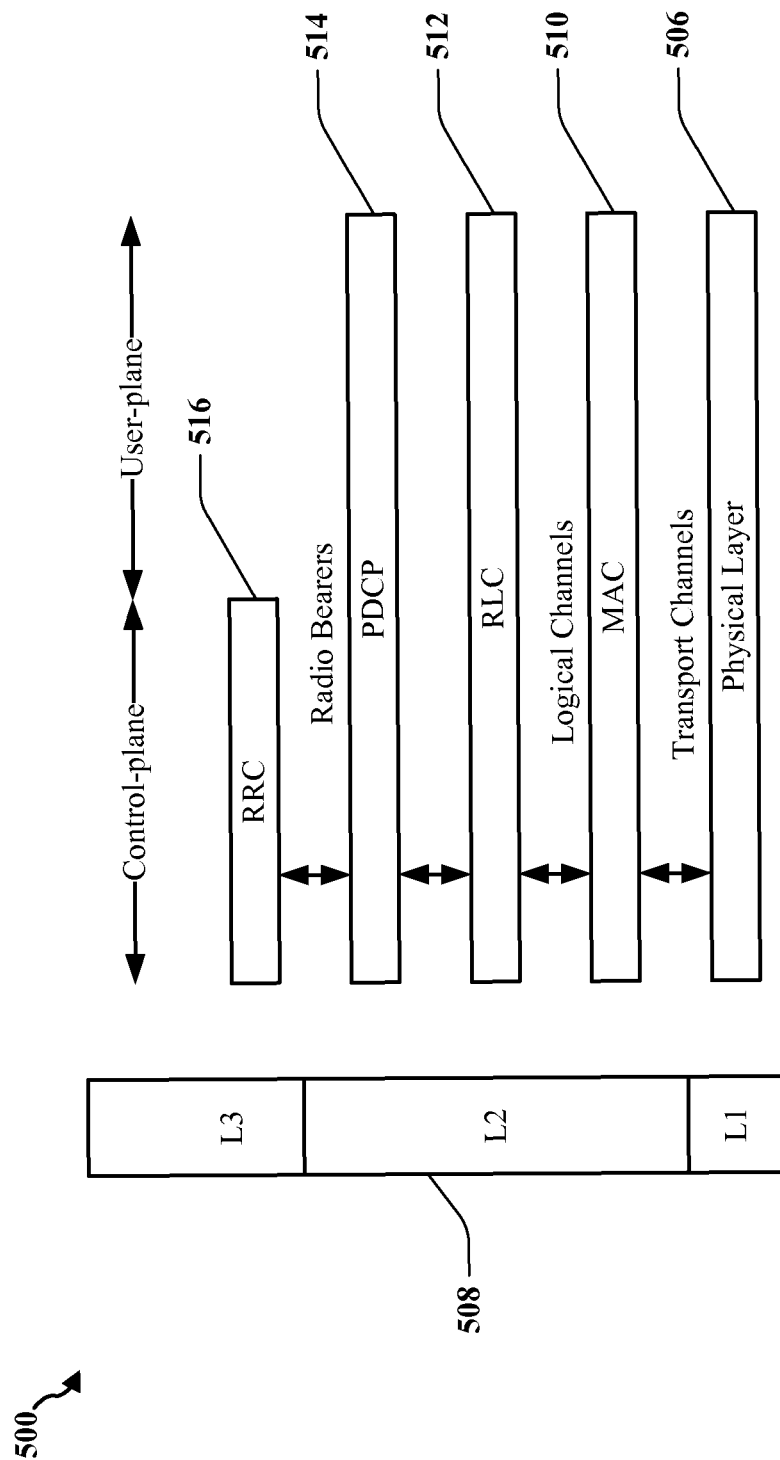 500
Control-plane
User-plane
516
RRC
Radio Bearers
514
PDCP
512
RLC
Logical Channels
510
MAC
Transport Channels
506
Physical Layer
L3
L2
L1
508